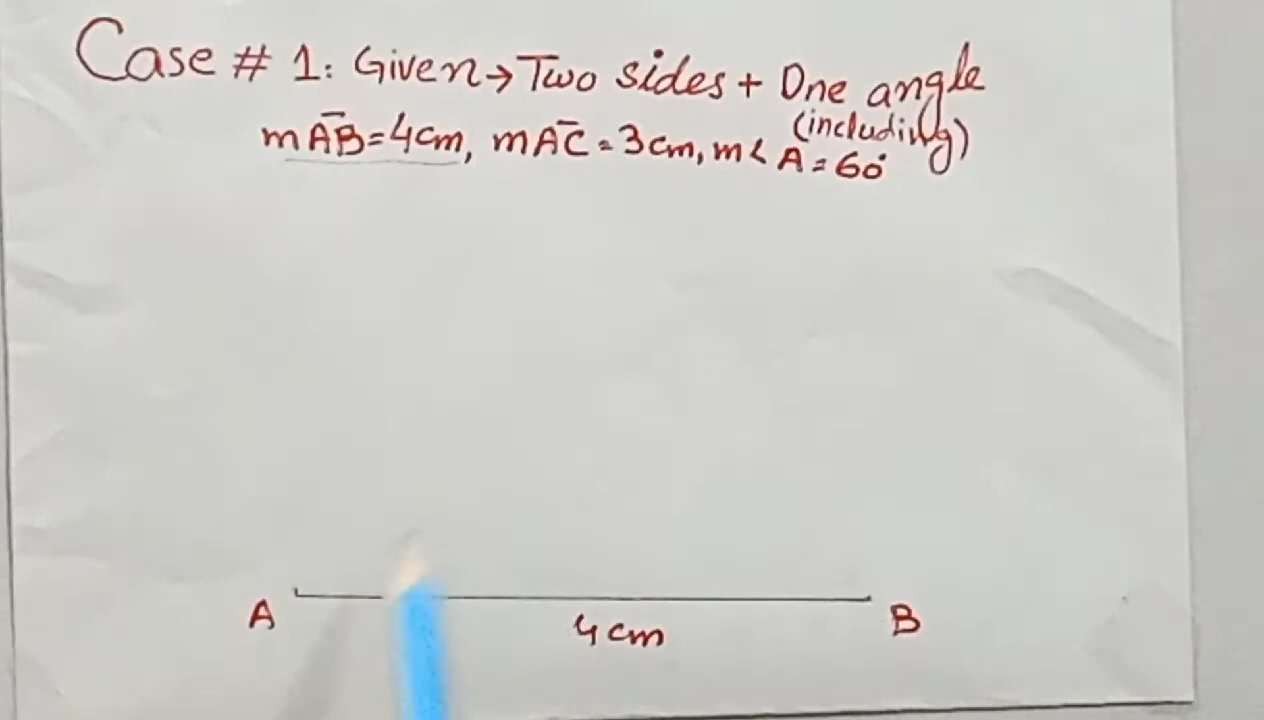 Case # 1: Given→Two sides + One angle
(including)
mAB̅=4cm, mAC̅=3cm, m< A=60°
A B
4cm